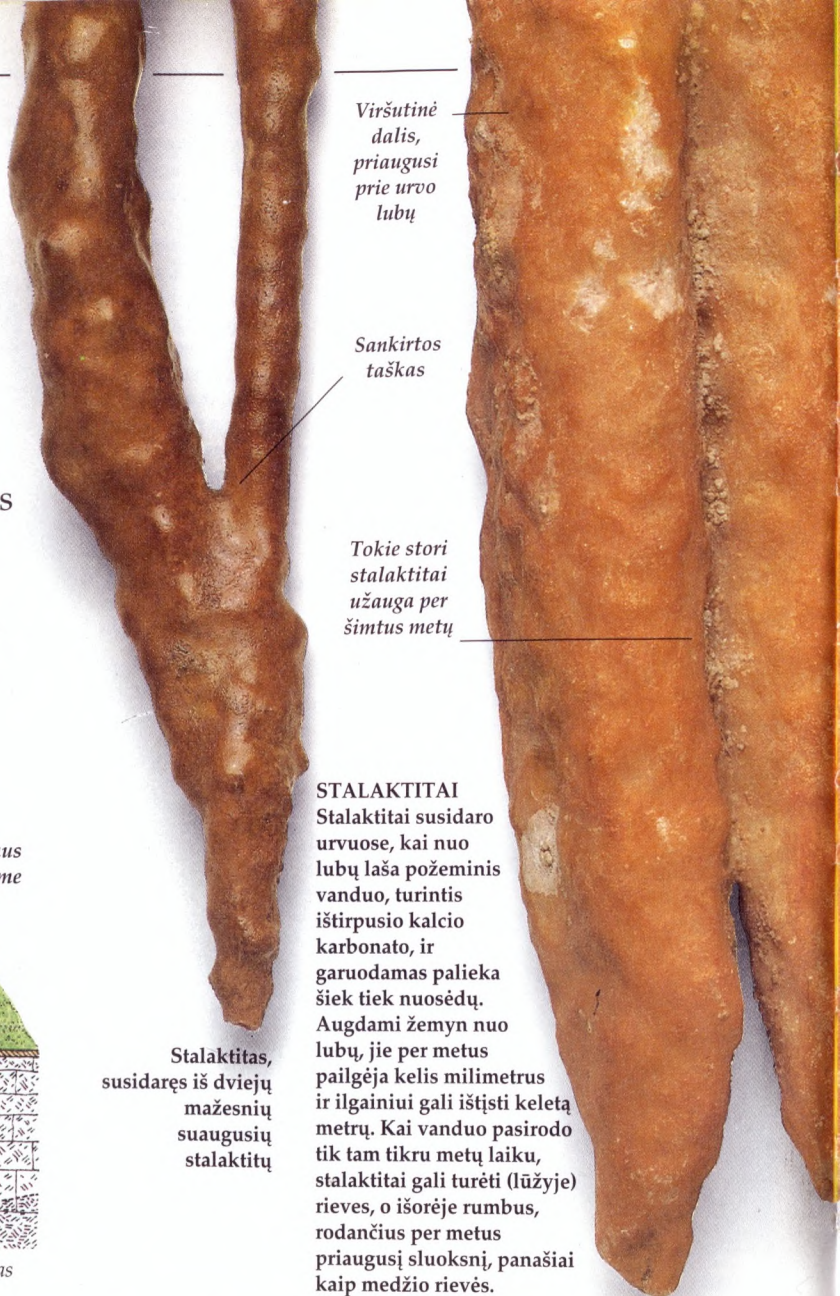 Viršutinė
dalis,
priaugusi
prie urvo
lubų
Sankirtos
taškas
Tokie stori
stalaktitai
užauga per
šimtus metų
STALAKTITAI
Stalaktitai susidaro
urvuose, kai nuo
lubų laša požeminis
vanduo, turintis
ištirpusio kalcio
karbonato, ir
garuodamas palieka
šiek tiek nuosėdų.
Augdami žemyn nuo
lubų, jie per metus
pailgėja kelis milimetrus
ir ilgainiui gali ištįsti keletą
metrų. Kai vanduo pasirodo
tik tam tikru metų laiku,
stalaktitai gali turėti (lūžyje)
rieves, o išorėje rumbus,
rodančius per metus
priaugusį sluoksnį, panašiai
kaip medžio rievės.
Stalaktitas,
susidaręs iš dviejų
mažesnių
suaugusių
stalaktitų